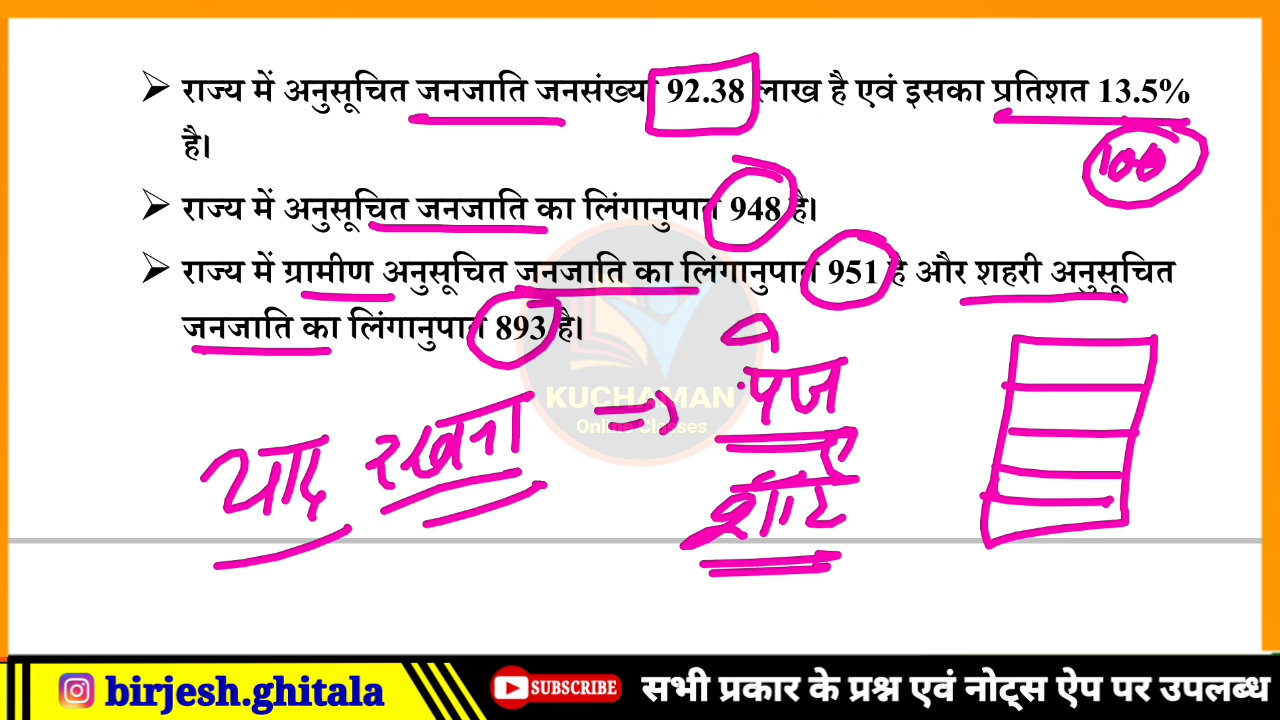 ➢ राज्य में अनुसूचित जनजाति जनसंख्या 92.38 लाख है एवं इसका प्रतिशत 13.5%
है।
100
➢ राज्य में अनुसूचित जनजाति का लिंगानुपात 948 है।
➢ राज्य में ग्रामीण अनुसूचित जनजाति का लिंगानुपात 951 है और शहरी अनुसूचित
जनजाति का लिंगानुपात 893 है।
याद रखना ⇒ पेज
KUCHAMAN
Online Classes
birjesh.ghitala
SUBSCRIBE
सभी प्रकार के प्रश्न एवं नोट्स ऐप पर उपलब्ध